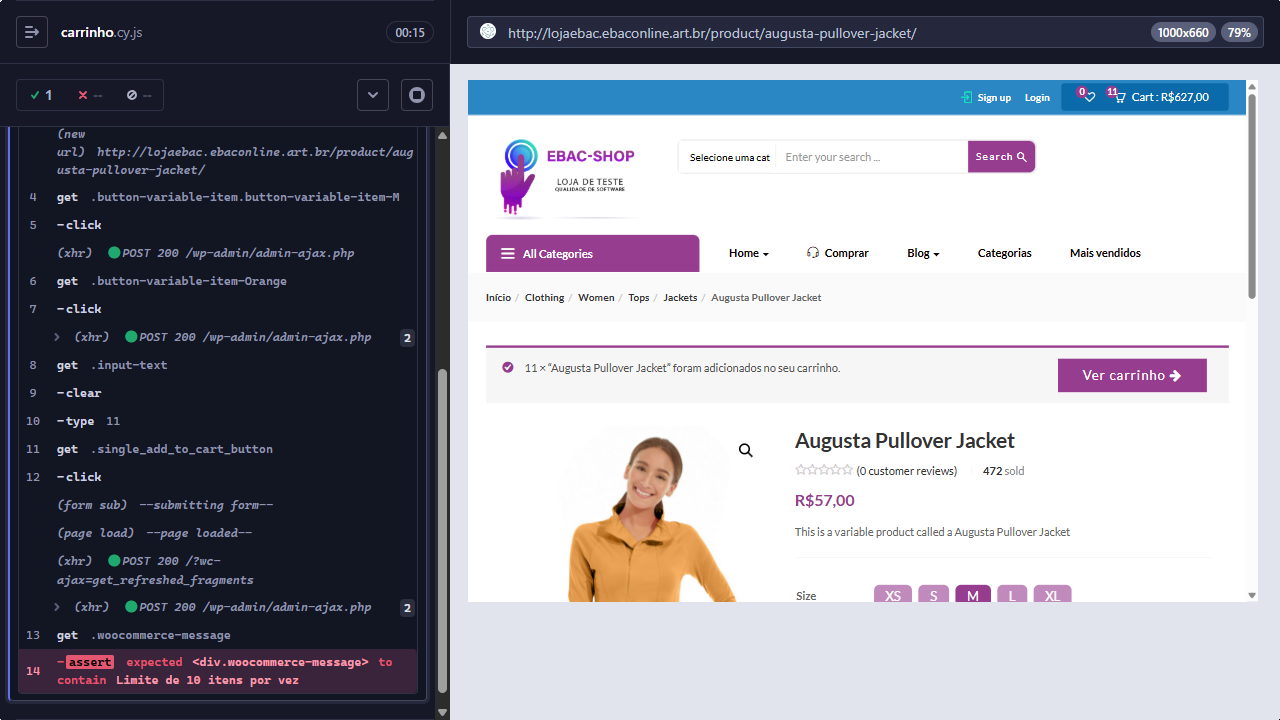 carrinho.cy.js
00:15
1
--
--
(new
url) http://lojaebac.ebaconline.art.br/product/aug
usta-pullover-jacket/
4 get .button-variable-item.button-variable-item-M
5 -click
(xhr) POST 200 /wp-admin/admin-ajax.php
6 get .button-variable-item-Orange
7 -click
(xhr) POST 200 /wp-admin/admin-ajax.php 2
8 get .input-text
9 -clear
10 -type 11
11 get .single_add_to_cart_button
12 -click
(form sub) --submitting form--
(page load) --page loaded--
(xhr) POST 200 /?wc-
ajax=get_refreshed_fragments
(xhr) POST 200 /wp-admin/admin-ajax.php 2
13 get .woocommerce-message
14 -assert expected <div.woocommerce-message> to
contain Limite de 10 itens por vez
http://lojaebac.ebaconline.art.br/product/augusta-pullover-jacket/
1000x660
79%
Sign up Login 0 11 Cart : R$627,00
EBAC-SHOP
LOJA DE TESTE
QUALIDADE DE SOFTWARE
Selecione uma cat Enter your search ... Search
All Categories Home Comprar Blog Categorias Mais vendidos
Início / Clothing / Women / Tops / Jackets / Augusta Pullover Jacket
11 × “Augusta Pullover Jacket” foram adicionados no seu carrinho.
Ver carrinho
Augusta Pullover Jacket
(0 customer reviews) 472 sold
R$57,00
This is a variable product called a Augusta Pullover Jacket
Size XS S M L XL